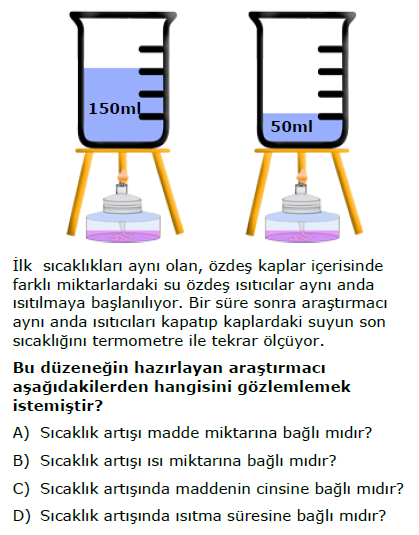 150ml
50ml
İlk sıcaklıkları aynı olan, özdeş kaplar içerisinde
farklı miktarlardaki su özdeş ısıtıcılar aynı anda
ısıtılmaya başlanılıyor. Bir süre sonra araştırmacı
aynı anda ısıtıcıları kapatıp kaplardaki suyun son
sıcaklığını termometre ile tekrar ölçüyor.
Bu düzeneğin hazırlayan araştırmacı
aşağıdakilerden hangisini gözlemlemek
istemiştir?
A) Sıcaklık artışı madde miktarına bağlı mıdır?
B) Sıcaklık artışı ısı miktarına bağlı mıdır?
C) Sıcaklık artışında maddenin cinsine bağlı mıdır?
D) Sıcaklık artışında ısıtma süresine bağlı mıdır?